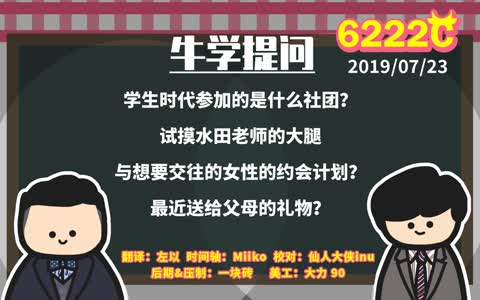 牛学提问
6222℃
2019/07/23
学生时代参加的是什么社团？
试摸水田老师的大腿
与想要交往的女性的约会计划？
最近送给父母的礼物？
翻译：左以 时间轴：Miiko 校对：仙人大侠inu
后期&压制：一块砖 美工：大力 90